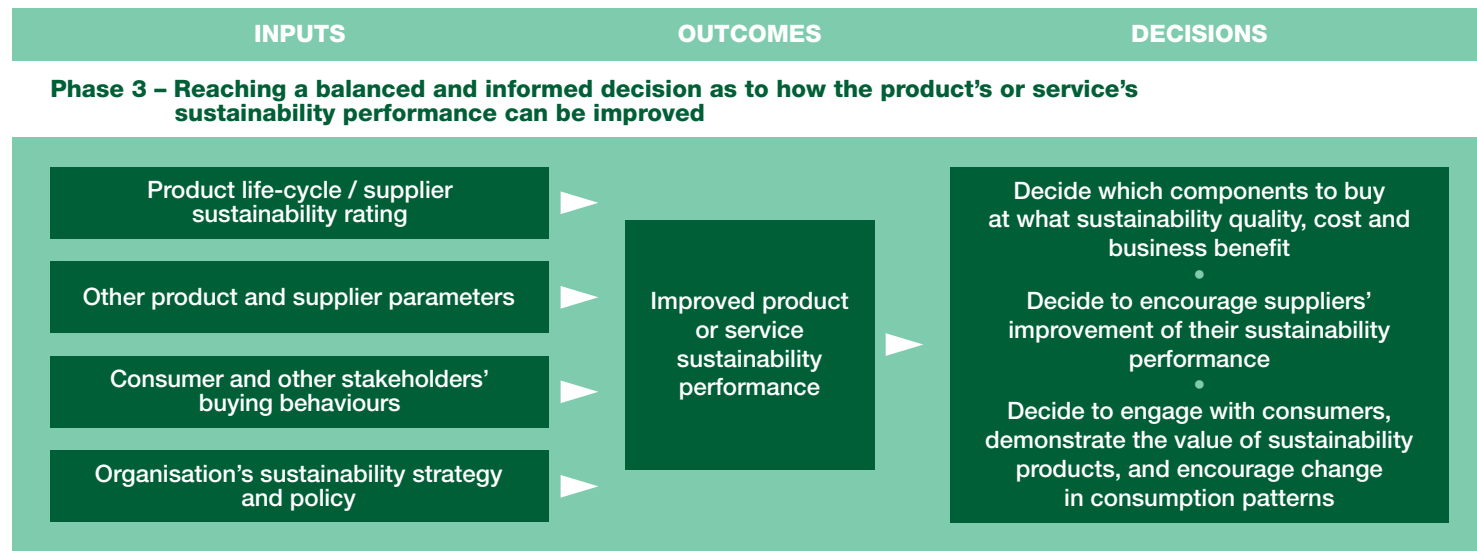 INPUTS
OUTCOMES
DECISIONS
Phase 3 – Reaching a balanced and informed decision as to how the product’s or service’s
sustainability performance can be improved
Product life-cycle / supplier
sustainability rating
Other product and supplier parameters
Consumer and other stakeholders’
buying behaviours
Organisation’s sustainability strategy
and policy
Improved product
or service
sustainability
performance
Decide which components to buy
at what sustainability quality, cost and
business benefit
•
Decide to encourage suppliers’
improvement of their sustainability
performance
•
Decide to engage with consumers,
demonstrate the value of sustainability
products, and encourage change
in consumption patterns